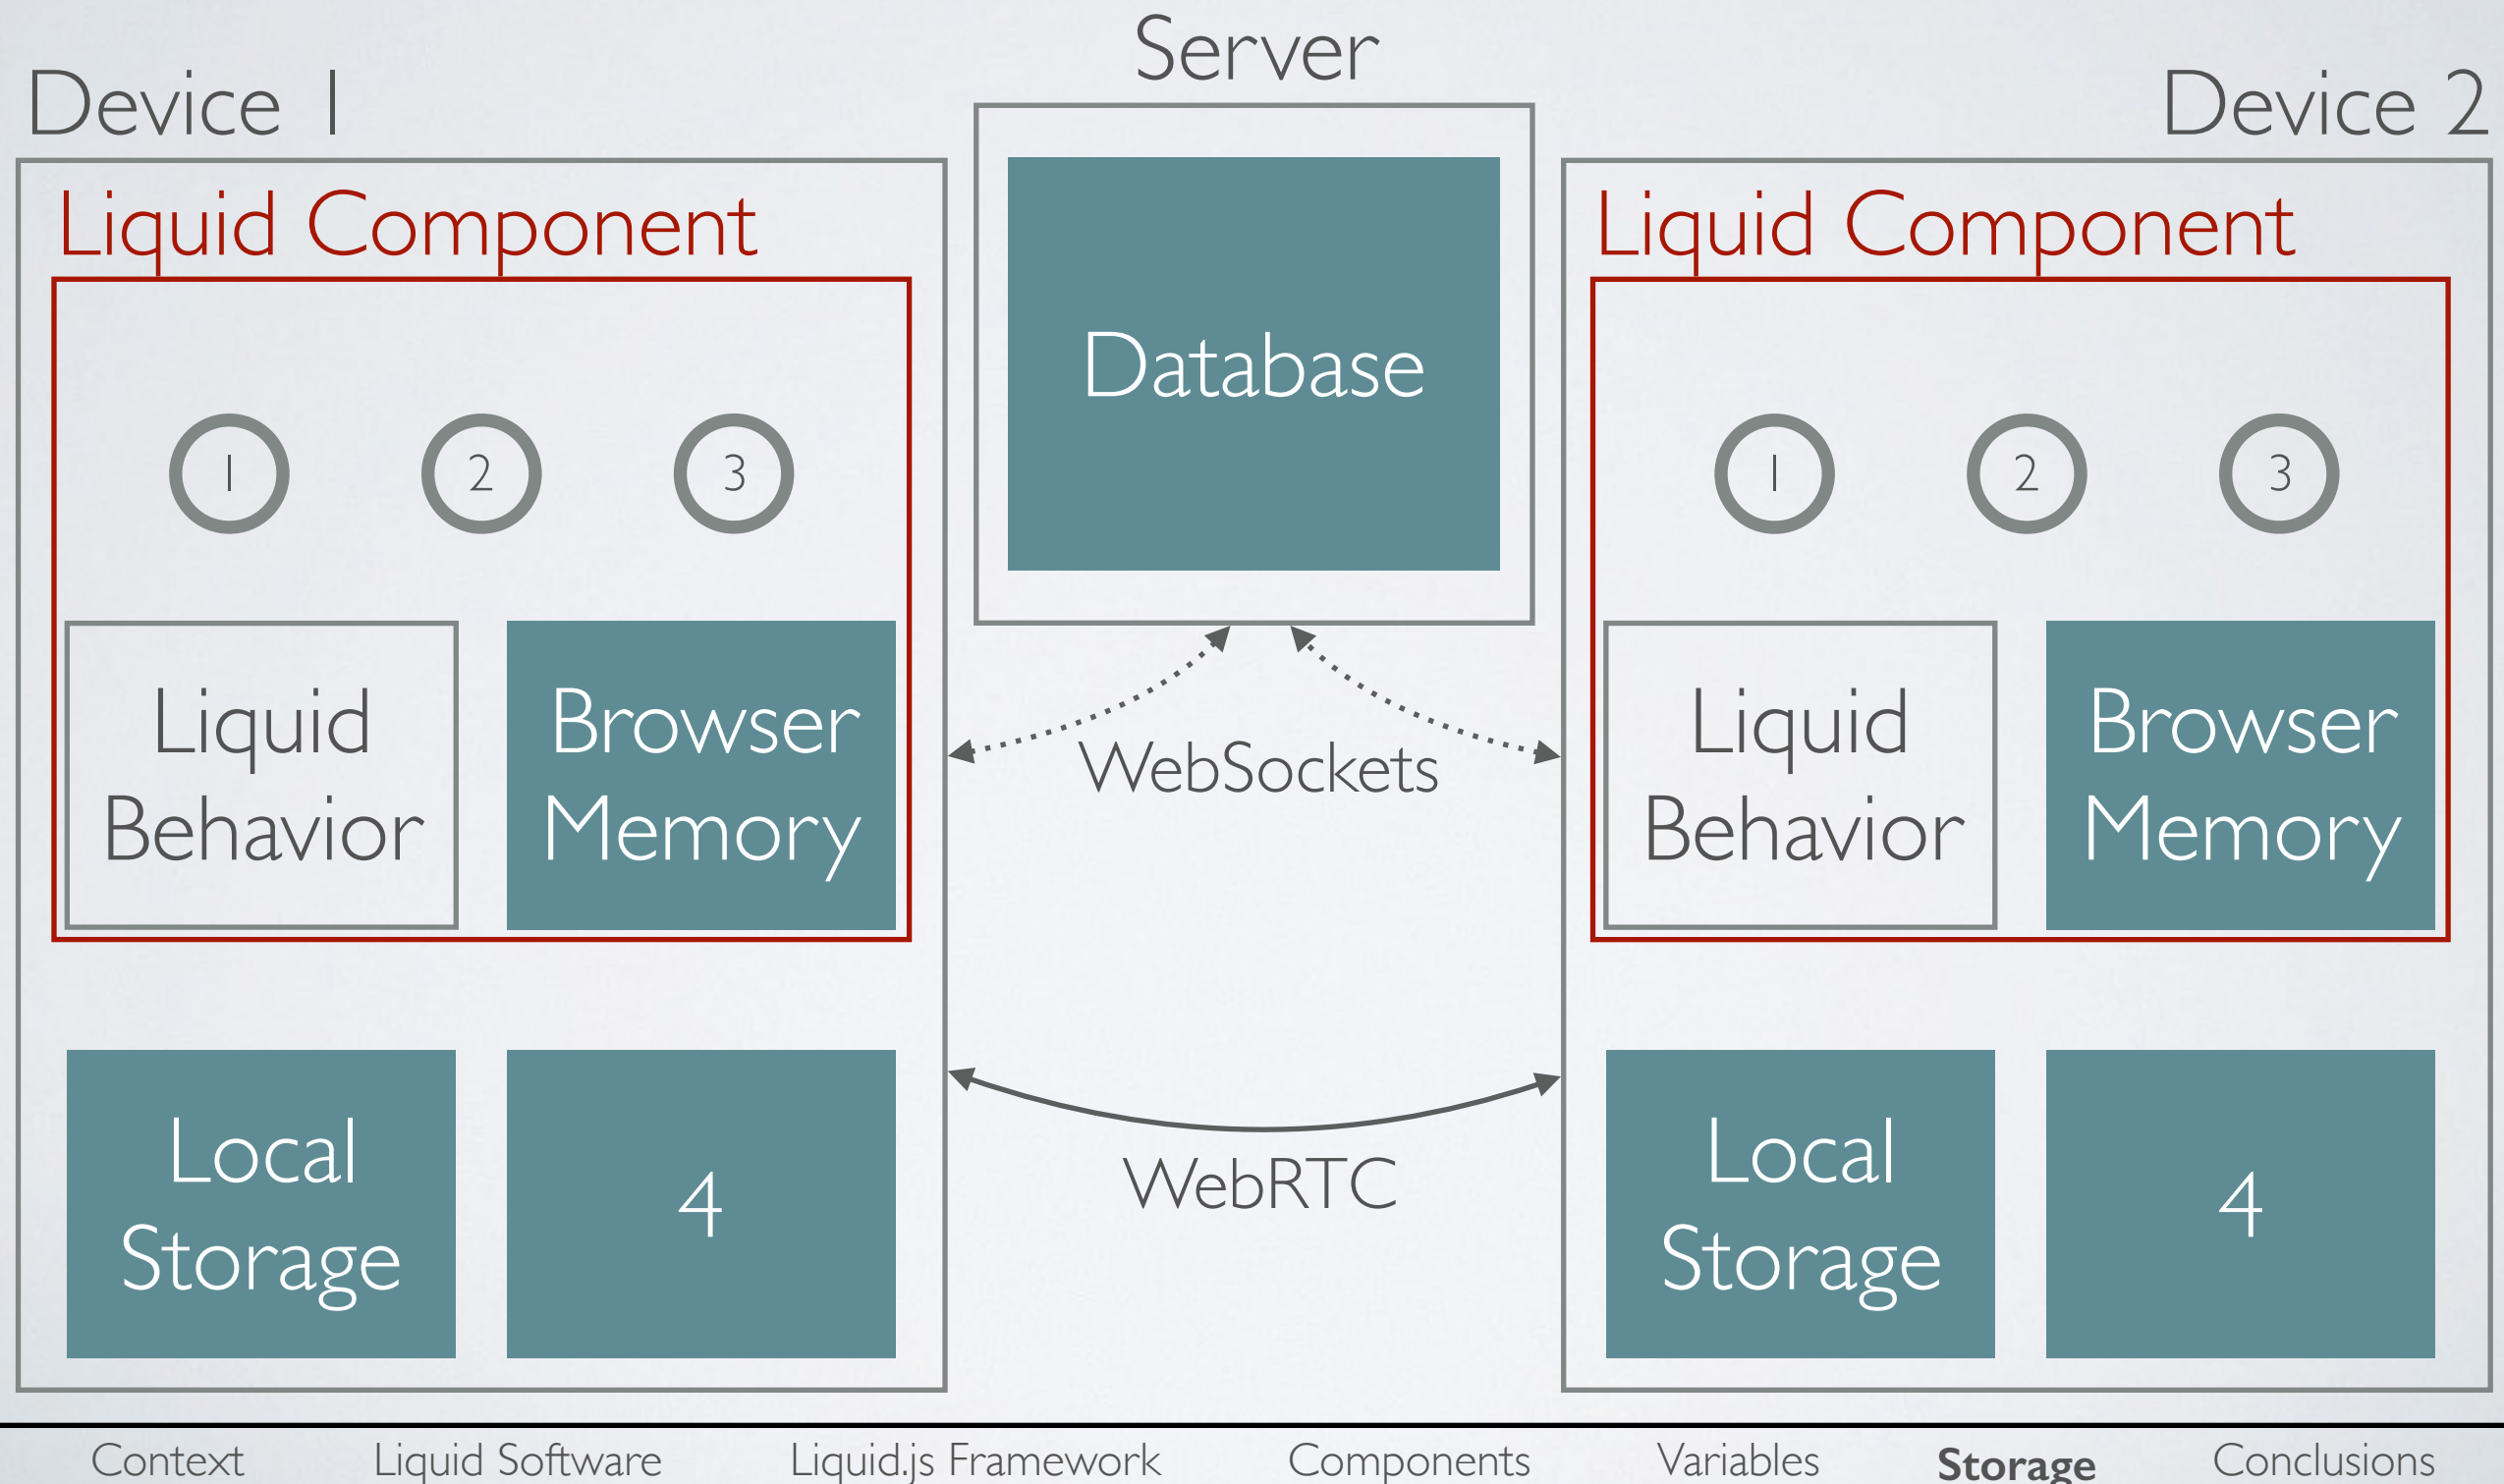 Server
Device 1
Device 2
Liquid Component
Liquid Component
Database
1
2
3
1
2
3
Liquid
Behavior
Browser
Memory
WebSockets
Liquid
Behavior
Browser
Memory
Local
Storage
4
WebRTC
Local
Storage
4
Context
Liquid Software
Liquid.js Framework
Components
Variables
Storage
Conclusions